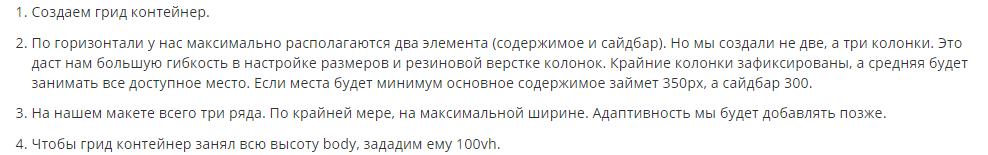 1. Создаем грид контейнер.
2. По горизонтали у нас максимально располагаются два элемента (содержимое и сайдбар). Но мы создали не две, а три колонки. Это
даст нам большую гибкость в настройке размеров и резиновой верстке колонок. Крайние колонки зафиксированы, а средняя будет
занимать все доступное место. Если места будет минимум основное содержимое займет 350px, а сайдбар 300.
3. На нашем макете всего три ряда. По крайней мере, на максимальной ширине. Адаптивность мы будет добавлять позже.
4. Чтобы грид контейнер занял всю высоту body, зададим ему 100vh.